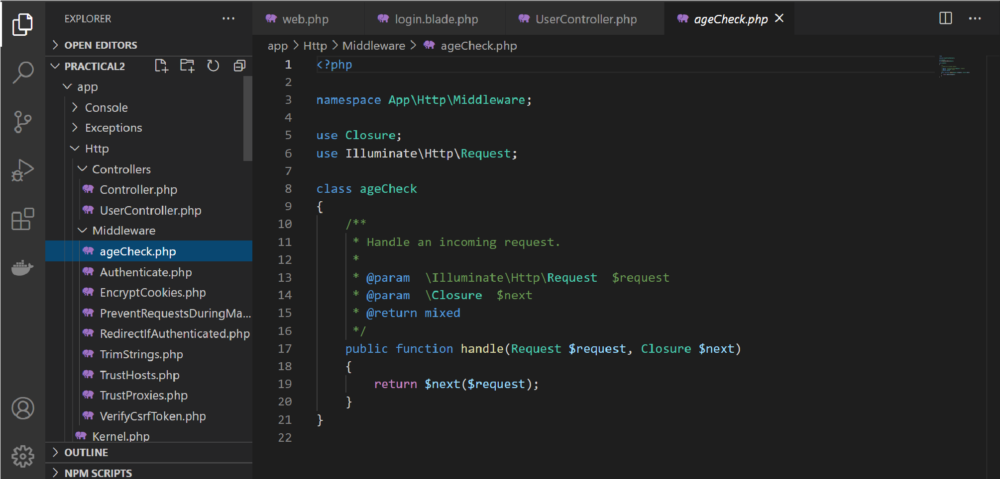 EXPLORER
OPEN EDITORS
PRACTICAL2
app
Console
Exceptions
Http
Controllers
Controller.php
UserController.php
Middleware
ageCheck.php
Authenticate.php
EncryptCookies.php
PreventRequestsDuringMa...
RedirectIfAuthenticated.php
TrimStrings.php
TrustHosts.php
TrustProxies.php
VerifyCsrfToken.php
Kernel.php
OUTLINE
NPM SCRIPTS
web.php login.blade.php UserController.php ageCheck.php
app > Http > Middleware > ageCheck.php
1 <?php
2
3 namespace App\Http\Middleware;
4
5 use Closure;
6 use Illuminate\Http\Request;
7
8 class ageCheck
9 {
10 /**
11 * Handle an incoming request.
12 *
13 * @param \Illuminate\Http\Request $request
14 * @param \Closure $next
15 * @return mixed
16 */
17 public function handle(Request $request, Closure $next)
18 {
19 return $next($request);
20 }
21 }
22